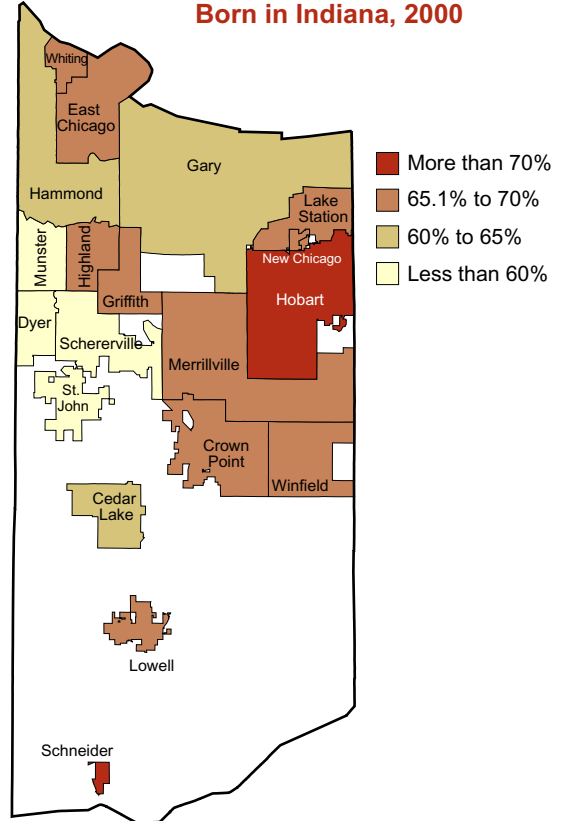 Born in Indiana, 2000
Whiting
East
Chicago
Gary
Hammond
Lake
Station
New Chicago
Hobart
Munster
Highland
Griffith
Dyer
Schererville
Merrillville
St.
John
Crown
Point
Winfield
Cedar
Lake
Lowell
Schneider
More than 70%
65.1% to 70%
60% to 65%
Less than 60%